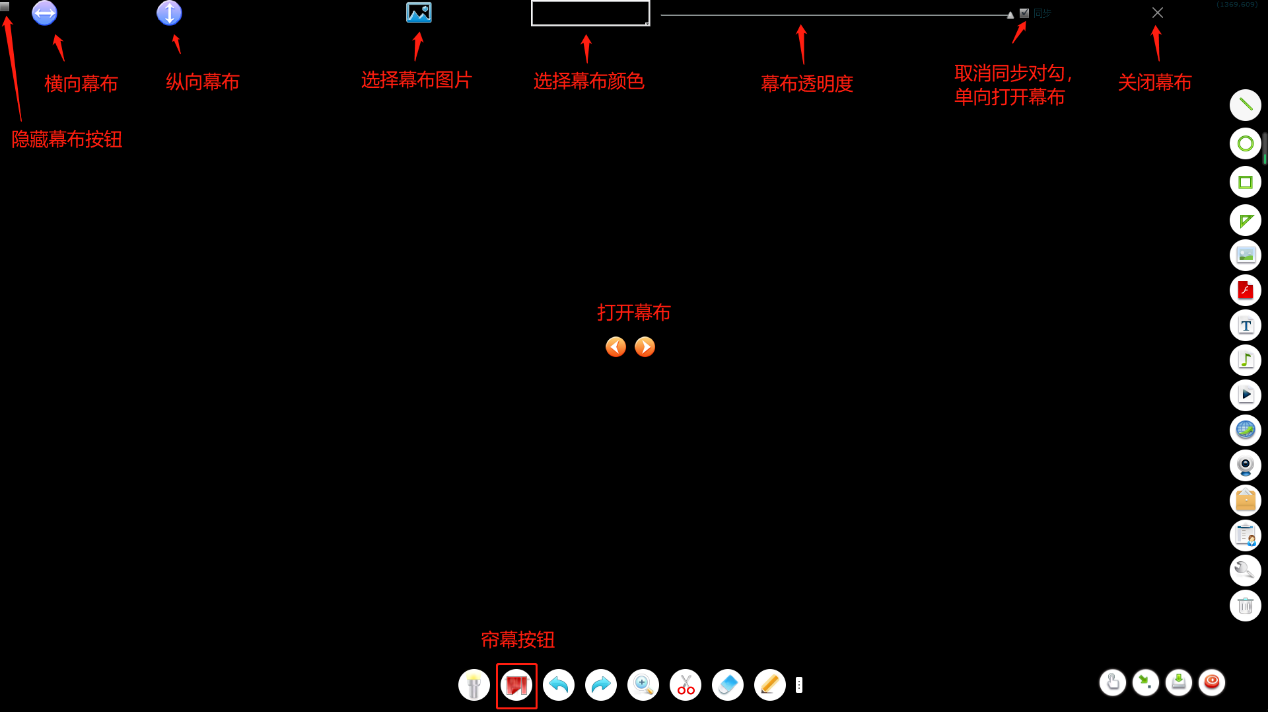 同步
横向幕布
纵向幕布
选择幕布图片
选择幕布颜色
幕布透明度
取消同步对勾，
单向打开幕布
关闭幕布
隐藏幕布按钮
打开幕布
帘幕按钮